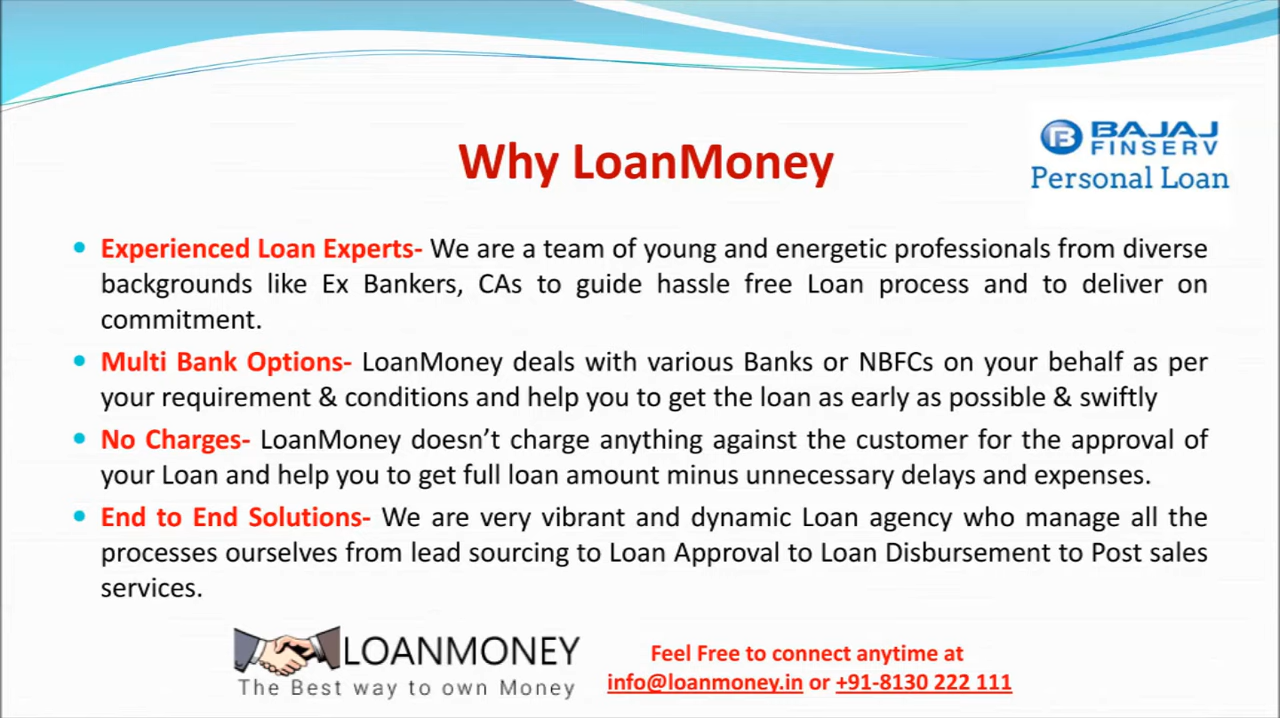 Why LoanMoney
BAJAJ
FINSERV
Personal Loan
Experienced Loan Experts- We are a team of young and energetic professionals from diverse
backgrounds like Ex Bankers, CAs to guide hassle free Loan process and to deliver on
commitment.
Multi Bank Options- LoanMoney deals with various Banks or NBFCs on your behalf as per
your requirement & conditions and help you to get the loan as early as possible & swiftly
No Charges- LoanMoney doesn’t charge anything against the customer for the approval of
your Loan and help you to get full loan amount minus unnecessary delays and expenses.
End to End Solutions- We are very vibrant and dynamic Loan agency who manage all the
processes ourselves from lead sourcing to Loan Approval to Loan Disbursement to Post sales
services.
LOANMONEY
The Best way to own Money
Feel Free to connect anytime at
info@loanmoney.in or +91-8130 222 111